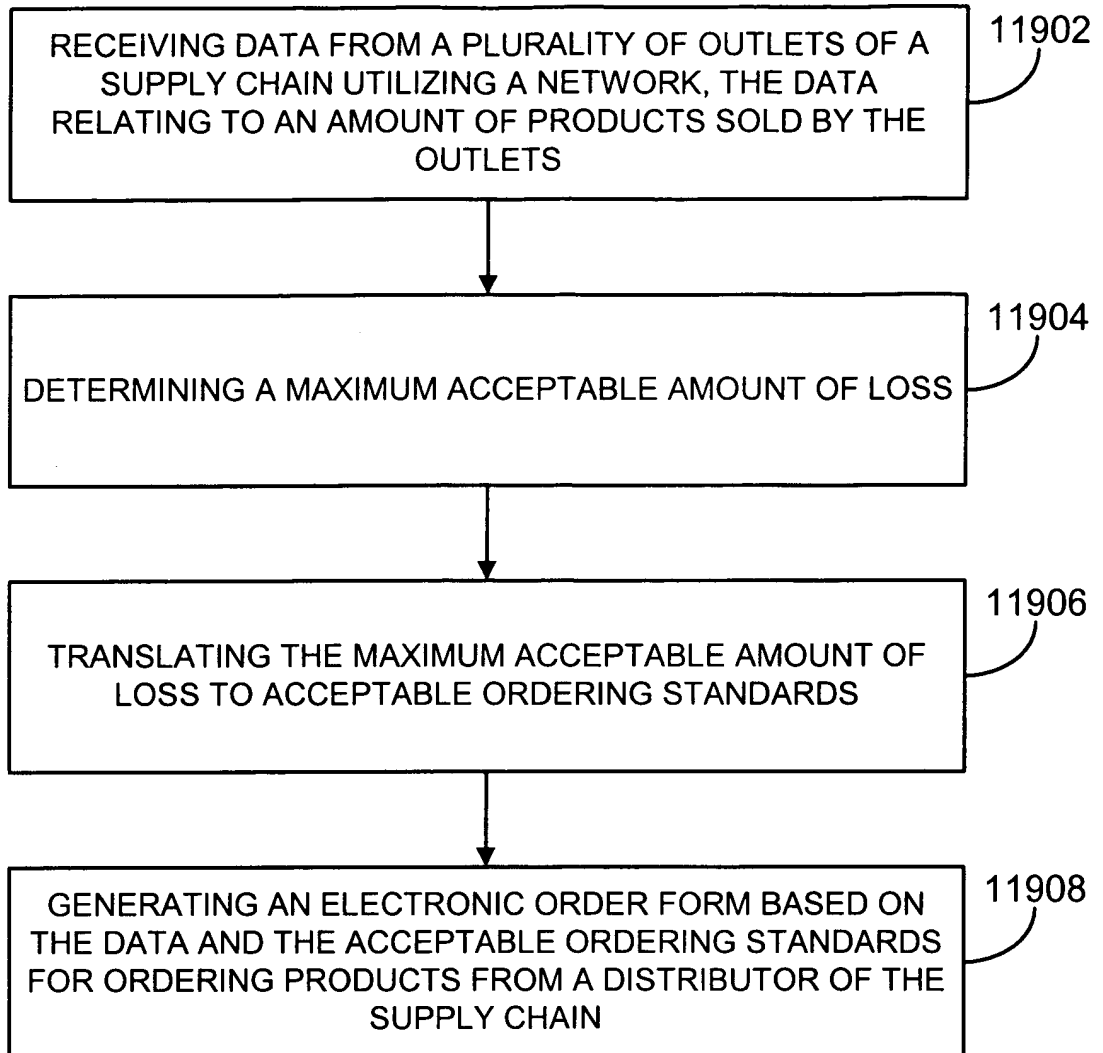 RECEIVING DATA FROM A PLURALITY OF OUTLETS OF A
SUPPLY CHAIN UTILIZING A NETWORK, THE DATA
RELATING TO AN AMOUNT OF PRODUCTS SOLD BY THE
OUTLETS
11902
DETERMINING A MAXIMUM ACCEPTABLE AMOUNT OF LOSS
11904
TRANSLATING THE MAXIMUM ACCEPTABLE AMOUNT OF
LOSS TO ACCEPTABLE ORDERING STANDARDS
11906
GENERATING AN ELECTRONIC ORDER FORM BASED ON
THE DATA AND THE ACCEPTABLE ORDERING STANDARDS
FOR ORDERING PRODUCTS FROM A DISTRIBUTOR OF THE
SUPPLY CHAIN
11908